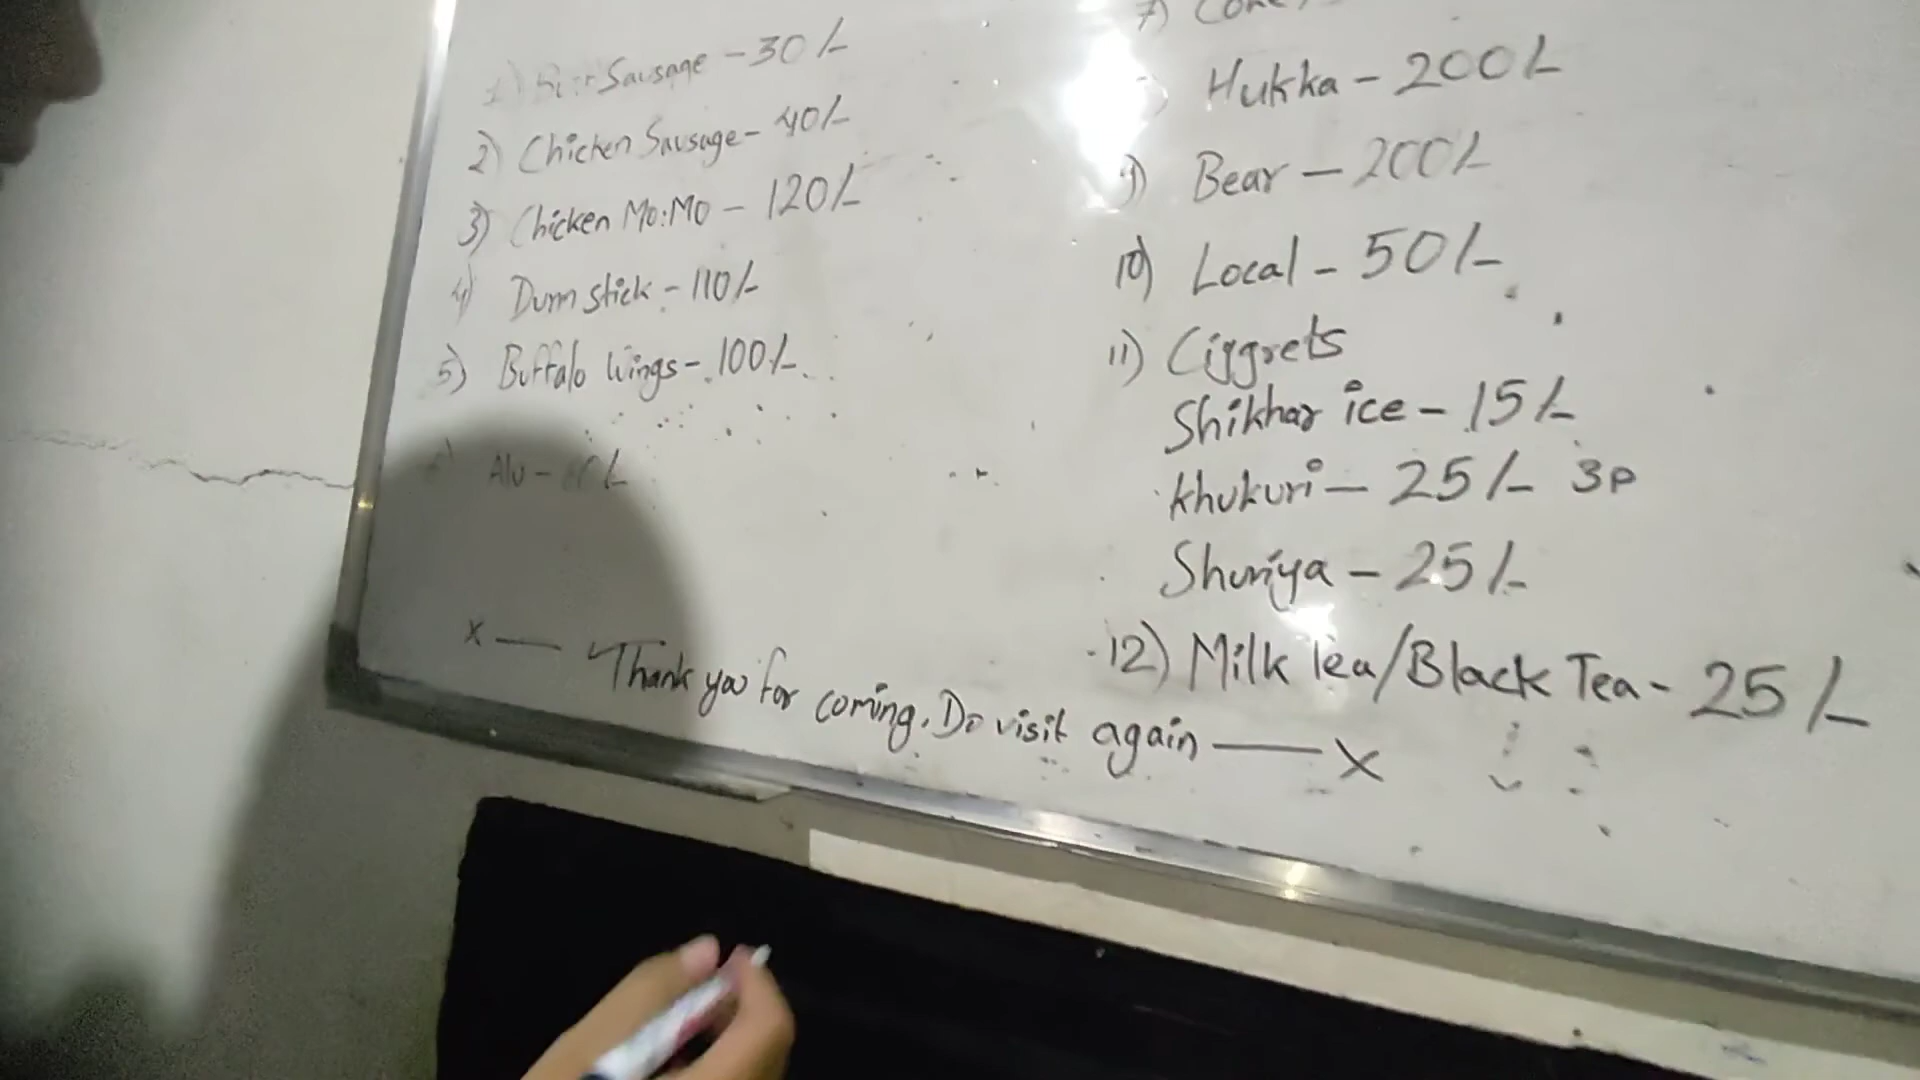 Sausage - 30/-
2) Chicken Sausage - 40/-
3) Chicken Mo:Mo - 120/-
4) Dum stick - 110/-
5) Buffalo Wings - 100/-
Alu -
x — Thank you for coming. Do visit again — x
7)
Hukka - 200/-
9) Bear - 200/-
10) Local - 50/-
11) Ciggrets
Shikhar ice - 15/-
Khukuri - 25/- 3p
Shuriya - 25/-
12) Milk Tea/Black Tea - 25/-